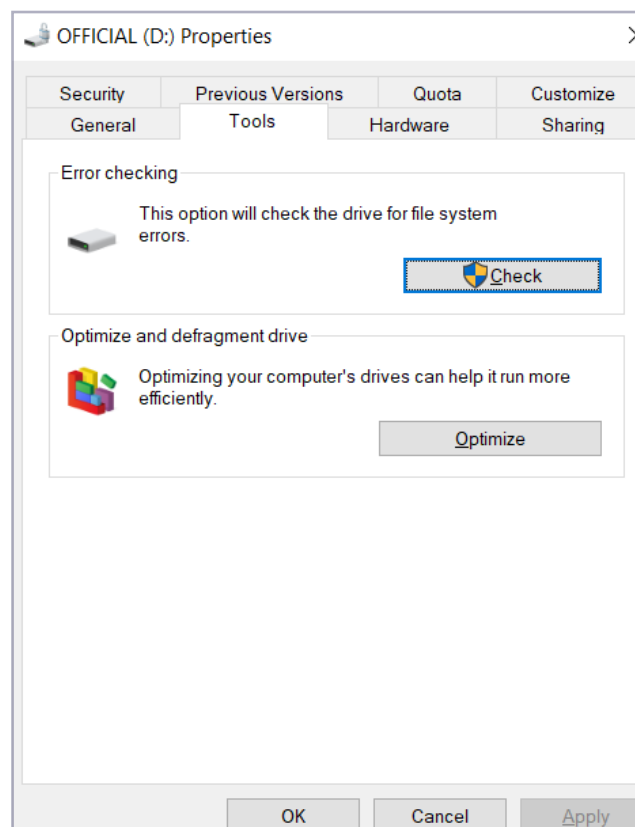 OFFICIAL (D:) Properties
Security Previous Versions Quota Customize
General Tools Hardware Sharing
Error checking
This option will check the drive for file system
errors.
Check
Optimize and defragment drive
Optimizing your computer's drives can help it run more
efficiently.
Optimize
OK Cancel Apply